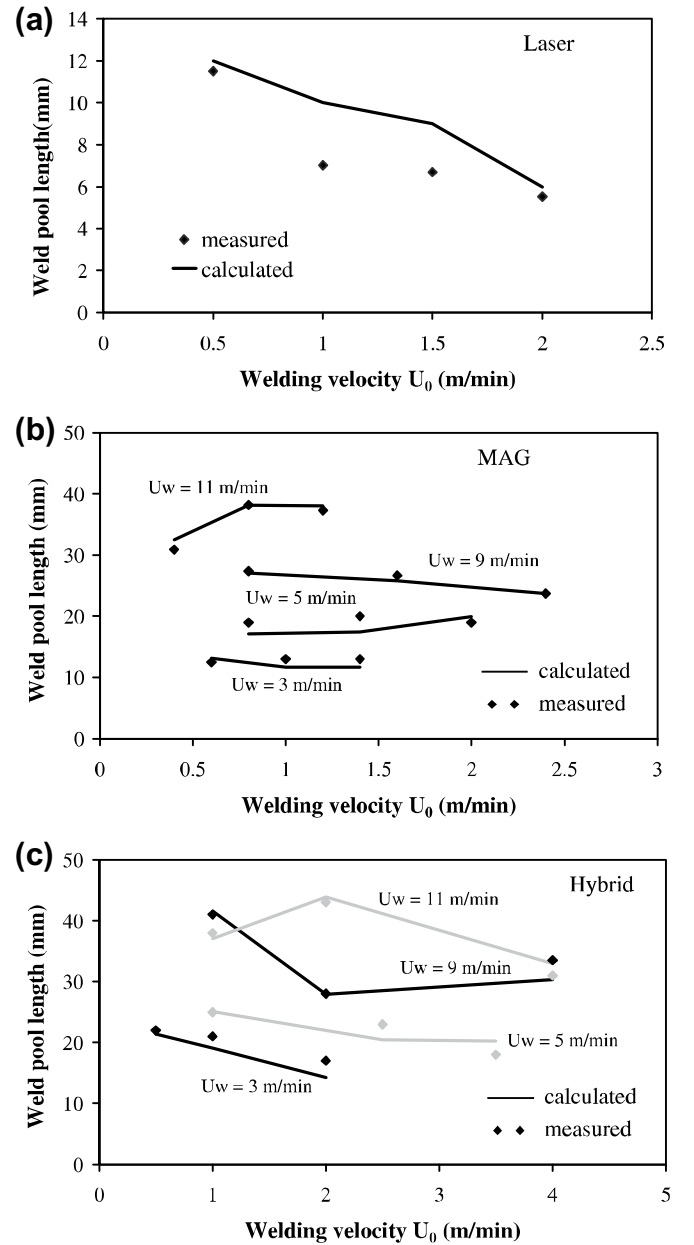 (a)
14
12
10
8
6
4
2
0
Weld pool length(mm)
Laser
measured
calculated
0 0.5 1 1.5 2 2.5
Welding velocity U₀ (m/min)
(b)
50
40
30
20
10
0
Weld pool length (mm)
MAG
Uw = 11 m/min
Uw = 9 m/min
Uw = 5 m/min
Uw = 3 m/min
calculated
measured
0 0.5 1 1.5 2 2.5 3
Welding velocity U₀ (m/min)
(c)
50
40
30
20
10
0
Weld pool length (mm)
Hybrid
Uw = 11 m/min
Uw = 9 m/min
Uw = 5 m/min
Uw = 3 m/min
calculated
measured
0 1 2 3 4 5
Welding velocity U₀ (m/min)